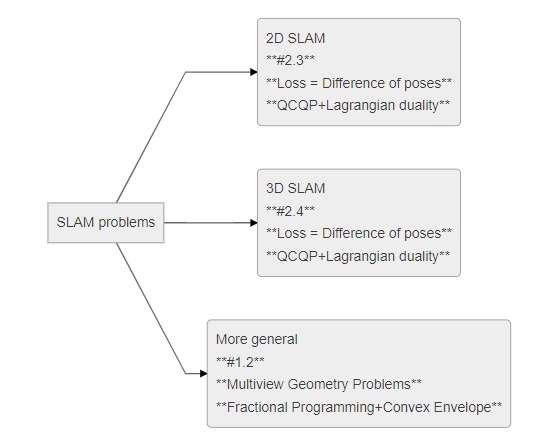 2D SLAM
**#2.3**
**Loss = Difference of poses**
**QCQP+Lagrangian duality**
3D SLAM
**#2.4**
**Loss = Difference of poses**
**QCQP+Lagrangian duality**
SLAM problems
More general
**#1.2**
**Multiview Geometry Problems**
**Fractional Programming+Convex Envelope**